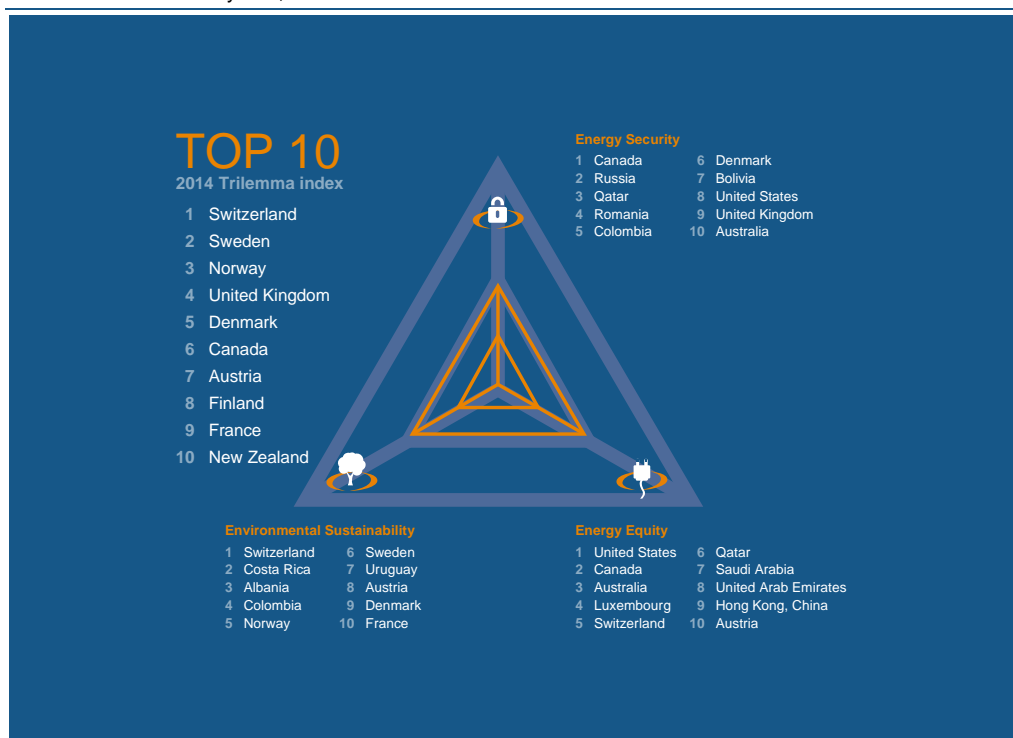 TOP 10
2014 Trilemma index
1 Switzerland
2 Sweden
3 Norway
4 United Kingdom
5 Denmark
6 Canada
7 Austria
8 Finland
9 France
10 New Zealand
Energy Security
1 Canada
2 Russia
3 Qatar
4 Romania
5 Colombia
6 Denmark
7 Bolivia
8 United States
9 United Kingdom
10 Australia
Environmental Sustainability
1 Switzerland
2 Costa Rica
3 Albania
4 Colombia
5 Norway
6 Sweden
7 Uruguay
8 Austria
9 Denmark
10 France
Energy Equity
1 United States
2 Canada
3 Australia
4 Luxembourg
5 Switzerland
6 Qatar
7 Saudi Arabia
8 United Arab Emirates
9 Hong Kong, China
10 Austria